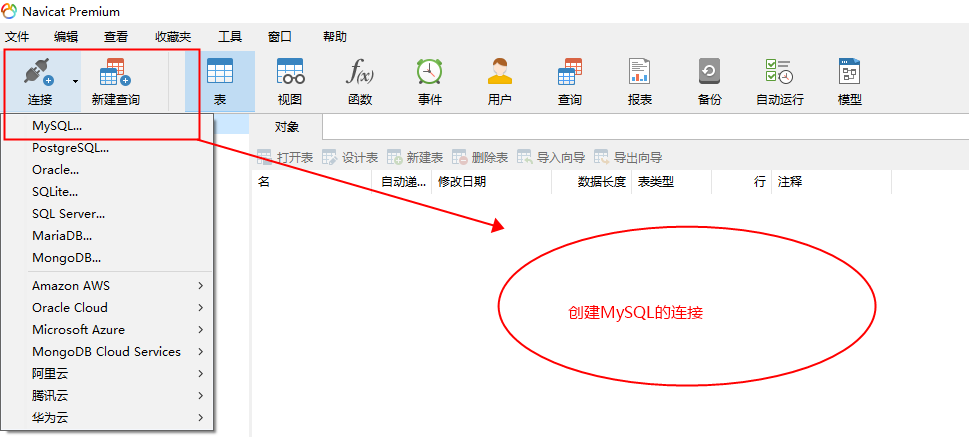 Navicat Premium
文件 编辑 查看 收藏夹 工具 窗口 帮助
连接 新建查询 表 视图 函数 事件 用户 查询 报表 备份 自动运行 模型
f(x)
MySQL...
PostgreSQL...
Oracle...
SQLite...
SQL Server...
MariaDB...
MongoDB...
Amazon AWS
Oracle Cloud
Microsoft Azure
MongoDB Cloud Services
阿里云
腾讯云
华为云
对象
打开表 设计表 新建表 删除表 导入向导 导出向导
名 自动递... 修改日期 数据长度 表类型 行 注释
创建MySQL的连接